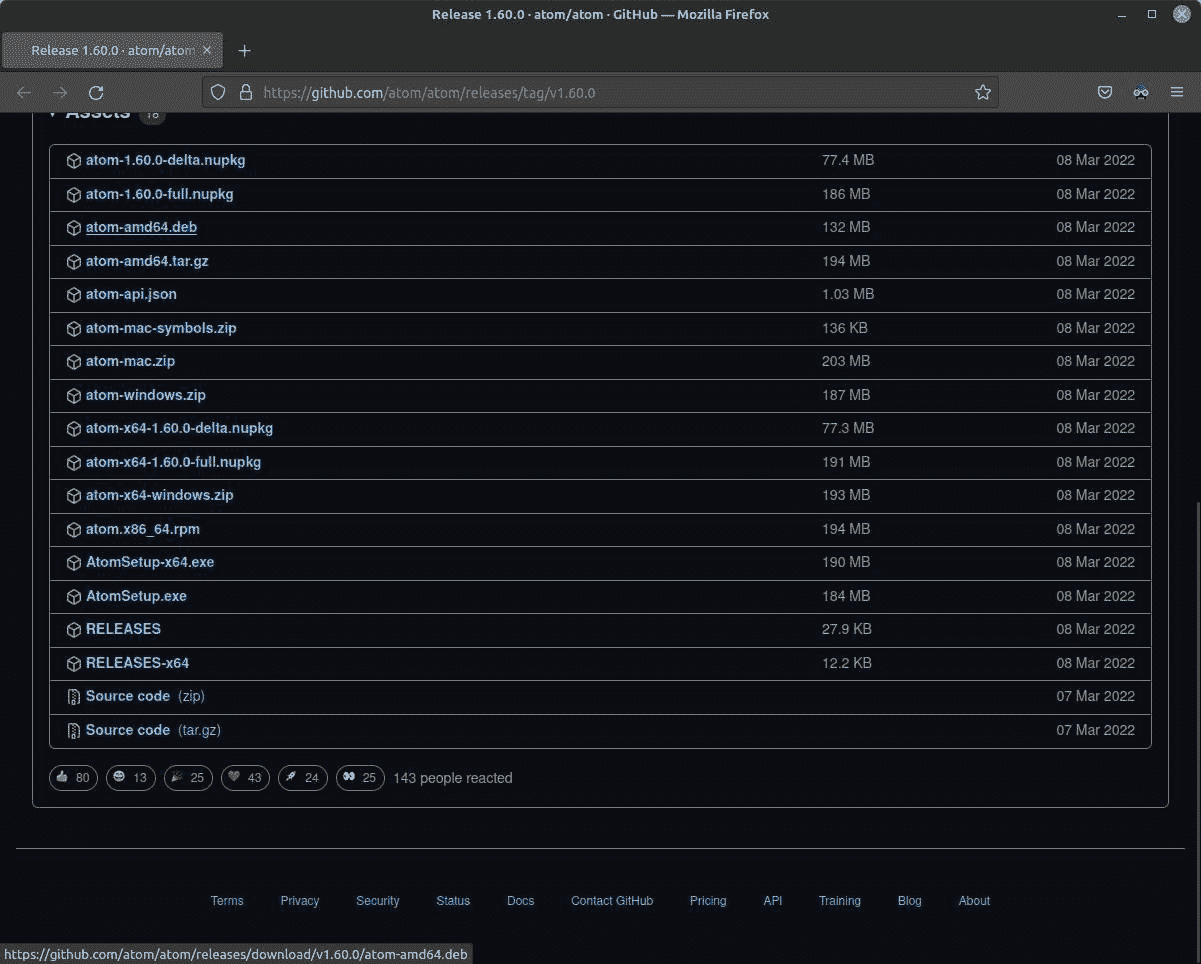 Release 1.60.0 · atom/atom · GitHub — Mozilla Firefox
Release 1.60.0 · atom/atom
https://github.com/atom/atom/releases/tag/v1.60.0
Assets 18
atom-1.60.0-delta.nupkg 77.4 MB 08 Mar 2022
atom-1.60.0-full.nupkg 186 MB 08 Mar 2022
atom-amd64.deb 132 MB 08 Mar 2022
atom-amd64.tar.gz 194 MB 08 Mar 2022
atom-api.json 1.03 MB 08 Mar 2022
atom-mac-symbols.zip 136 KB 08 Mar 2022
atom-mac.zip 203 MB 08 Mar 2022
atom-windows.zip 187 MB 08 Mar 2022
atom-x64-1.60.0-delta.nupkg 77.3 MB 08 Mar 2022
atom-x64-1.60.0-full.nupkg 191 MB 08 Mar 2022
atom-x64-windows.zip 193 MB 08 Mar 2022
atom.x86_64.rpm 194 MB 08 Mar 2022
AtomSetup-x64.exe 190 MB 08 Mar 2022
AtomSetup.exe 184 MB 08 Mar 2022
RELEASES 27.9 KB 08 Mar 2022
RELEASES-x64 12.2 KB 08 Mar 2022
Source code (zip) 07 Mar 2022
Source code (tar.gz) 07 Mar 2022
80 13 25 43 24 25 143 people reacted
Terms Privacy Security Status Docs Contact GitHub Pricing API Training Blog About
https://github.com/atom/atom/releases/download/v1.60.0/atom-amd64.deb